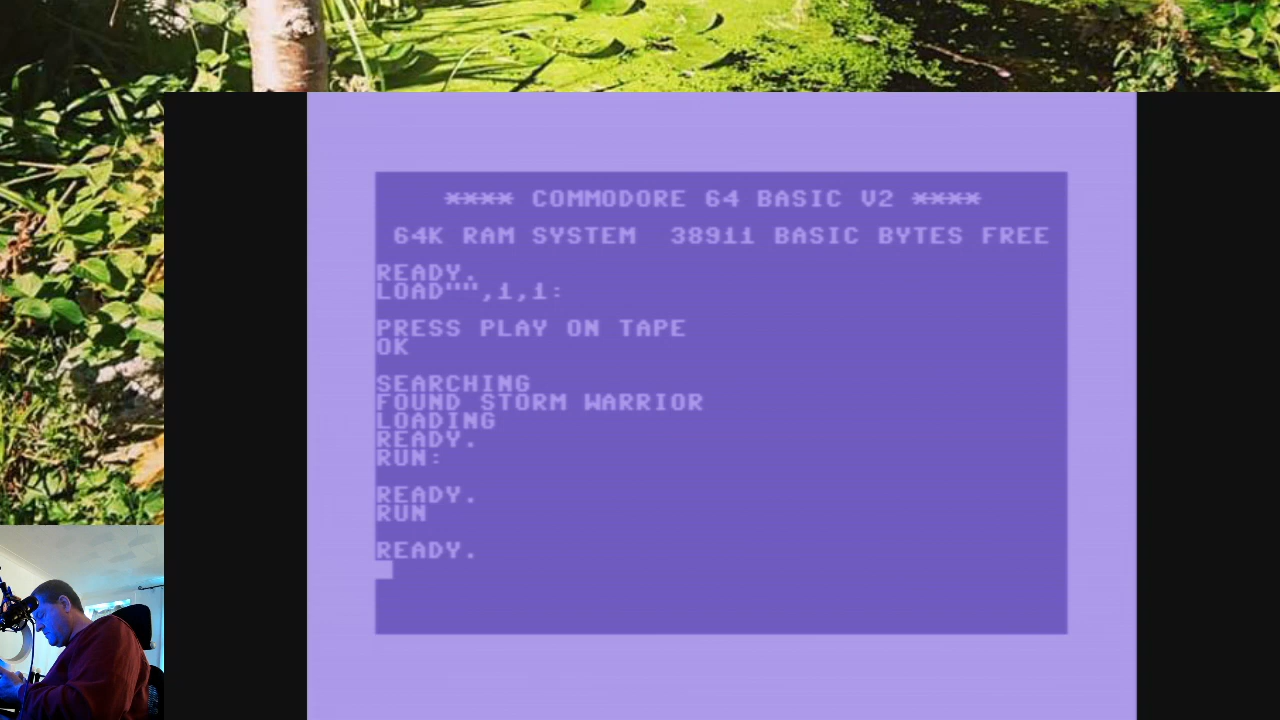 **** COMMODORE 64 BASIC V2 ****
64K RAM SYSTEM  38911 BASIC BYTES FREE
READY.
LOAD"",1,1:
PRESS PLAY ON TAPE
OK
SEARCHING
FOUND STORM WARRIOR
LOADING
READY.
RUN:
READY.
RUN
READY.